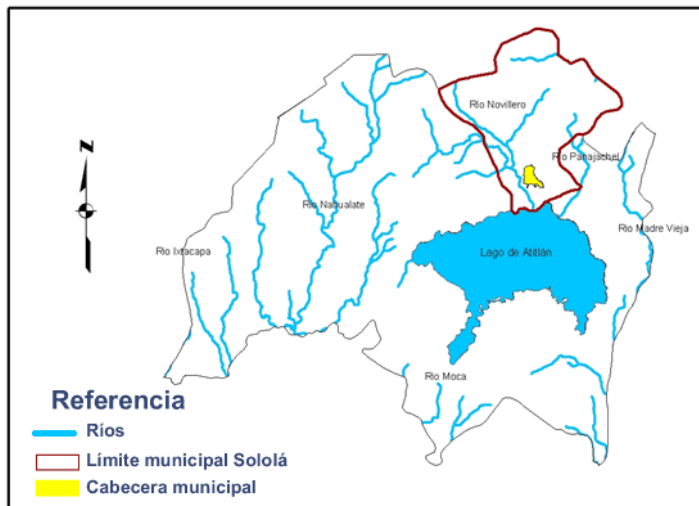 Río Novillero
Río Panajachel
N
Río Nahualate
Río Madre Vieja
Río Ixtacapa
Lago de Atitlán
Río Moca
Referencia
Ríos
Límite municipal Sololá
Cabecera municipal